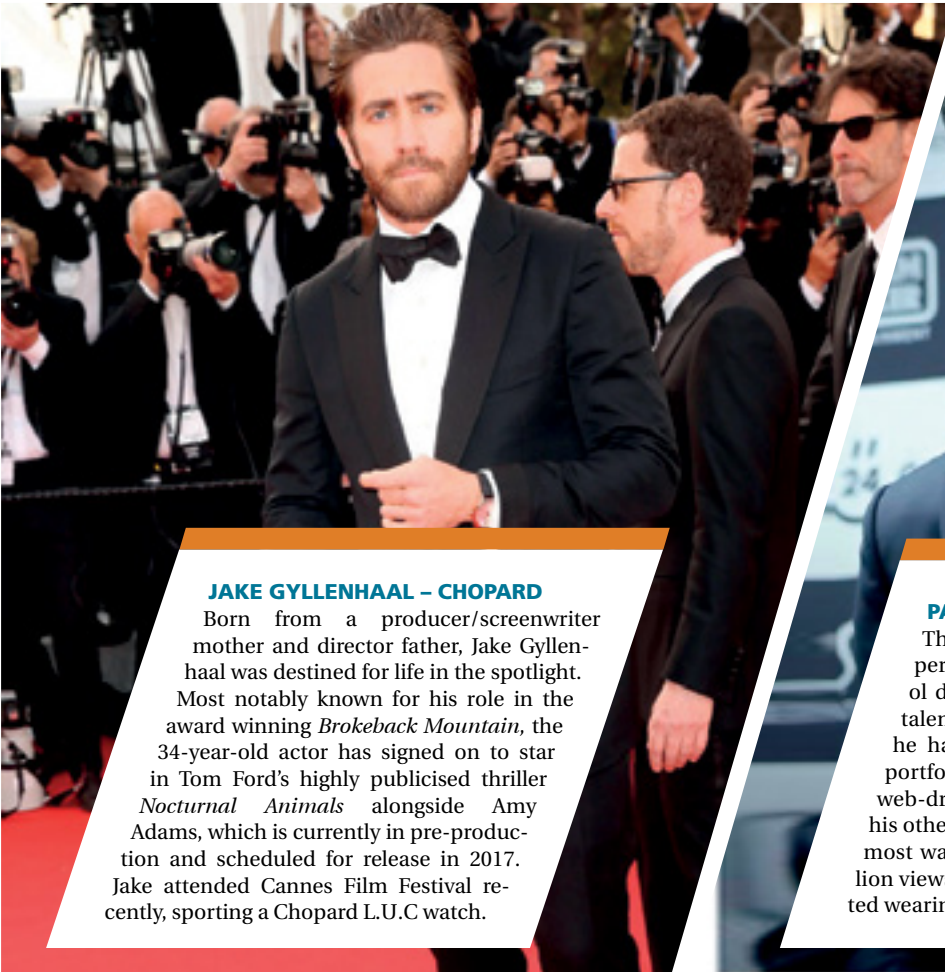 JAKE GYLLENHAAL – CHOPARD
Born from a producer/screenwriter
mother and director father, Jake Gyllen-
haal was destined for life in the spotlight.
Most notably known for his role in the
award winning Brokeback Mountain, the
34-year-old actor has signed on to star
in Tom Ford's highly publicised thriller
Nocturnal Animals alongside Amy
Adams, which is currently in pre-produc-
tion and scheduled for release in 2017.
Jake attended Cannes Film Festival re-
cently, sporting a Chopard L.U.C watch.
24
PA
Th
per
ol d
talen
he ha
portfo
web-dr
his othe
most wa
lion view
ted wearin